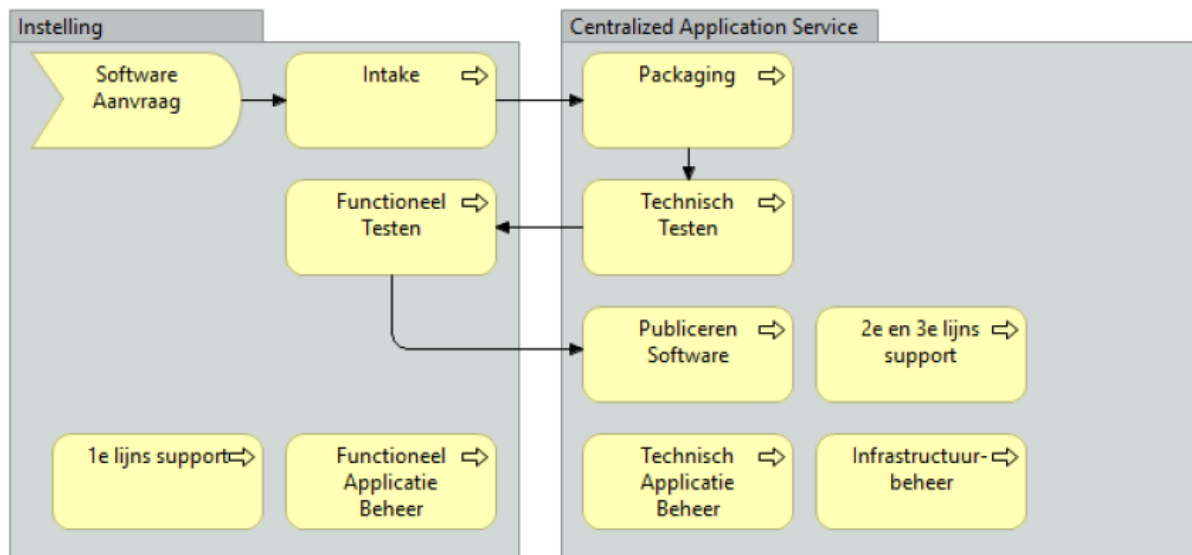 Instelling
Centralized Application Service
Software
Aanvraag
Intake
Packaging
Functioneel
Testen
Technisch
Testen
Publiceren
Software
2e en 3e lijns
support
1e lijns support
Functioneel
Applicatie
Beheer
Technisch
Applicatie
Beheer
Infrastructuur-
beheer